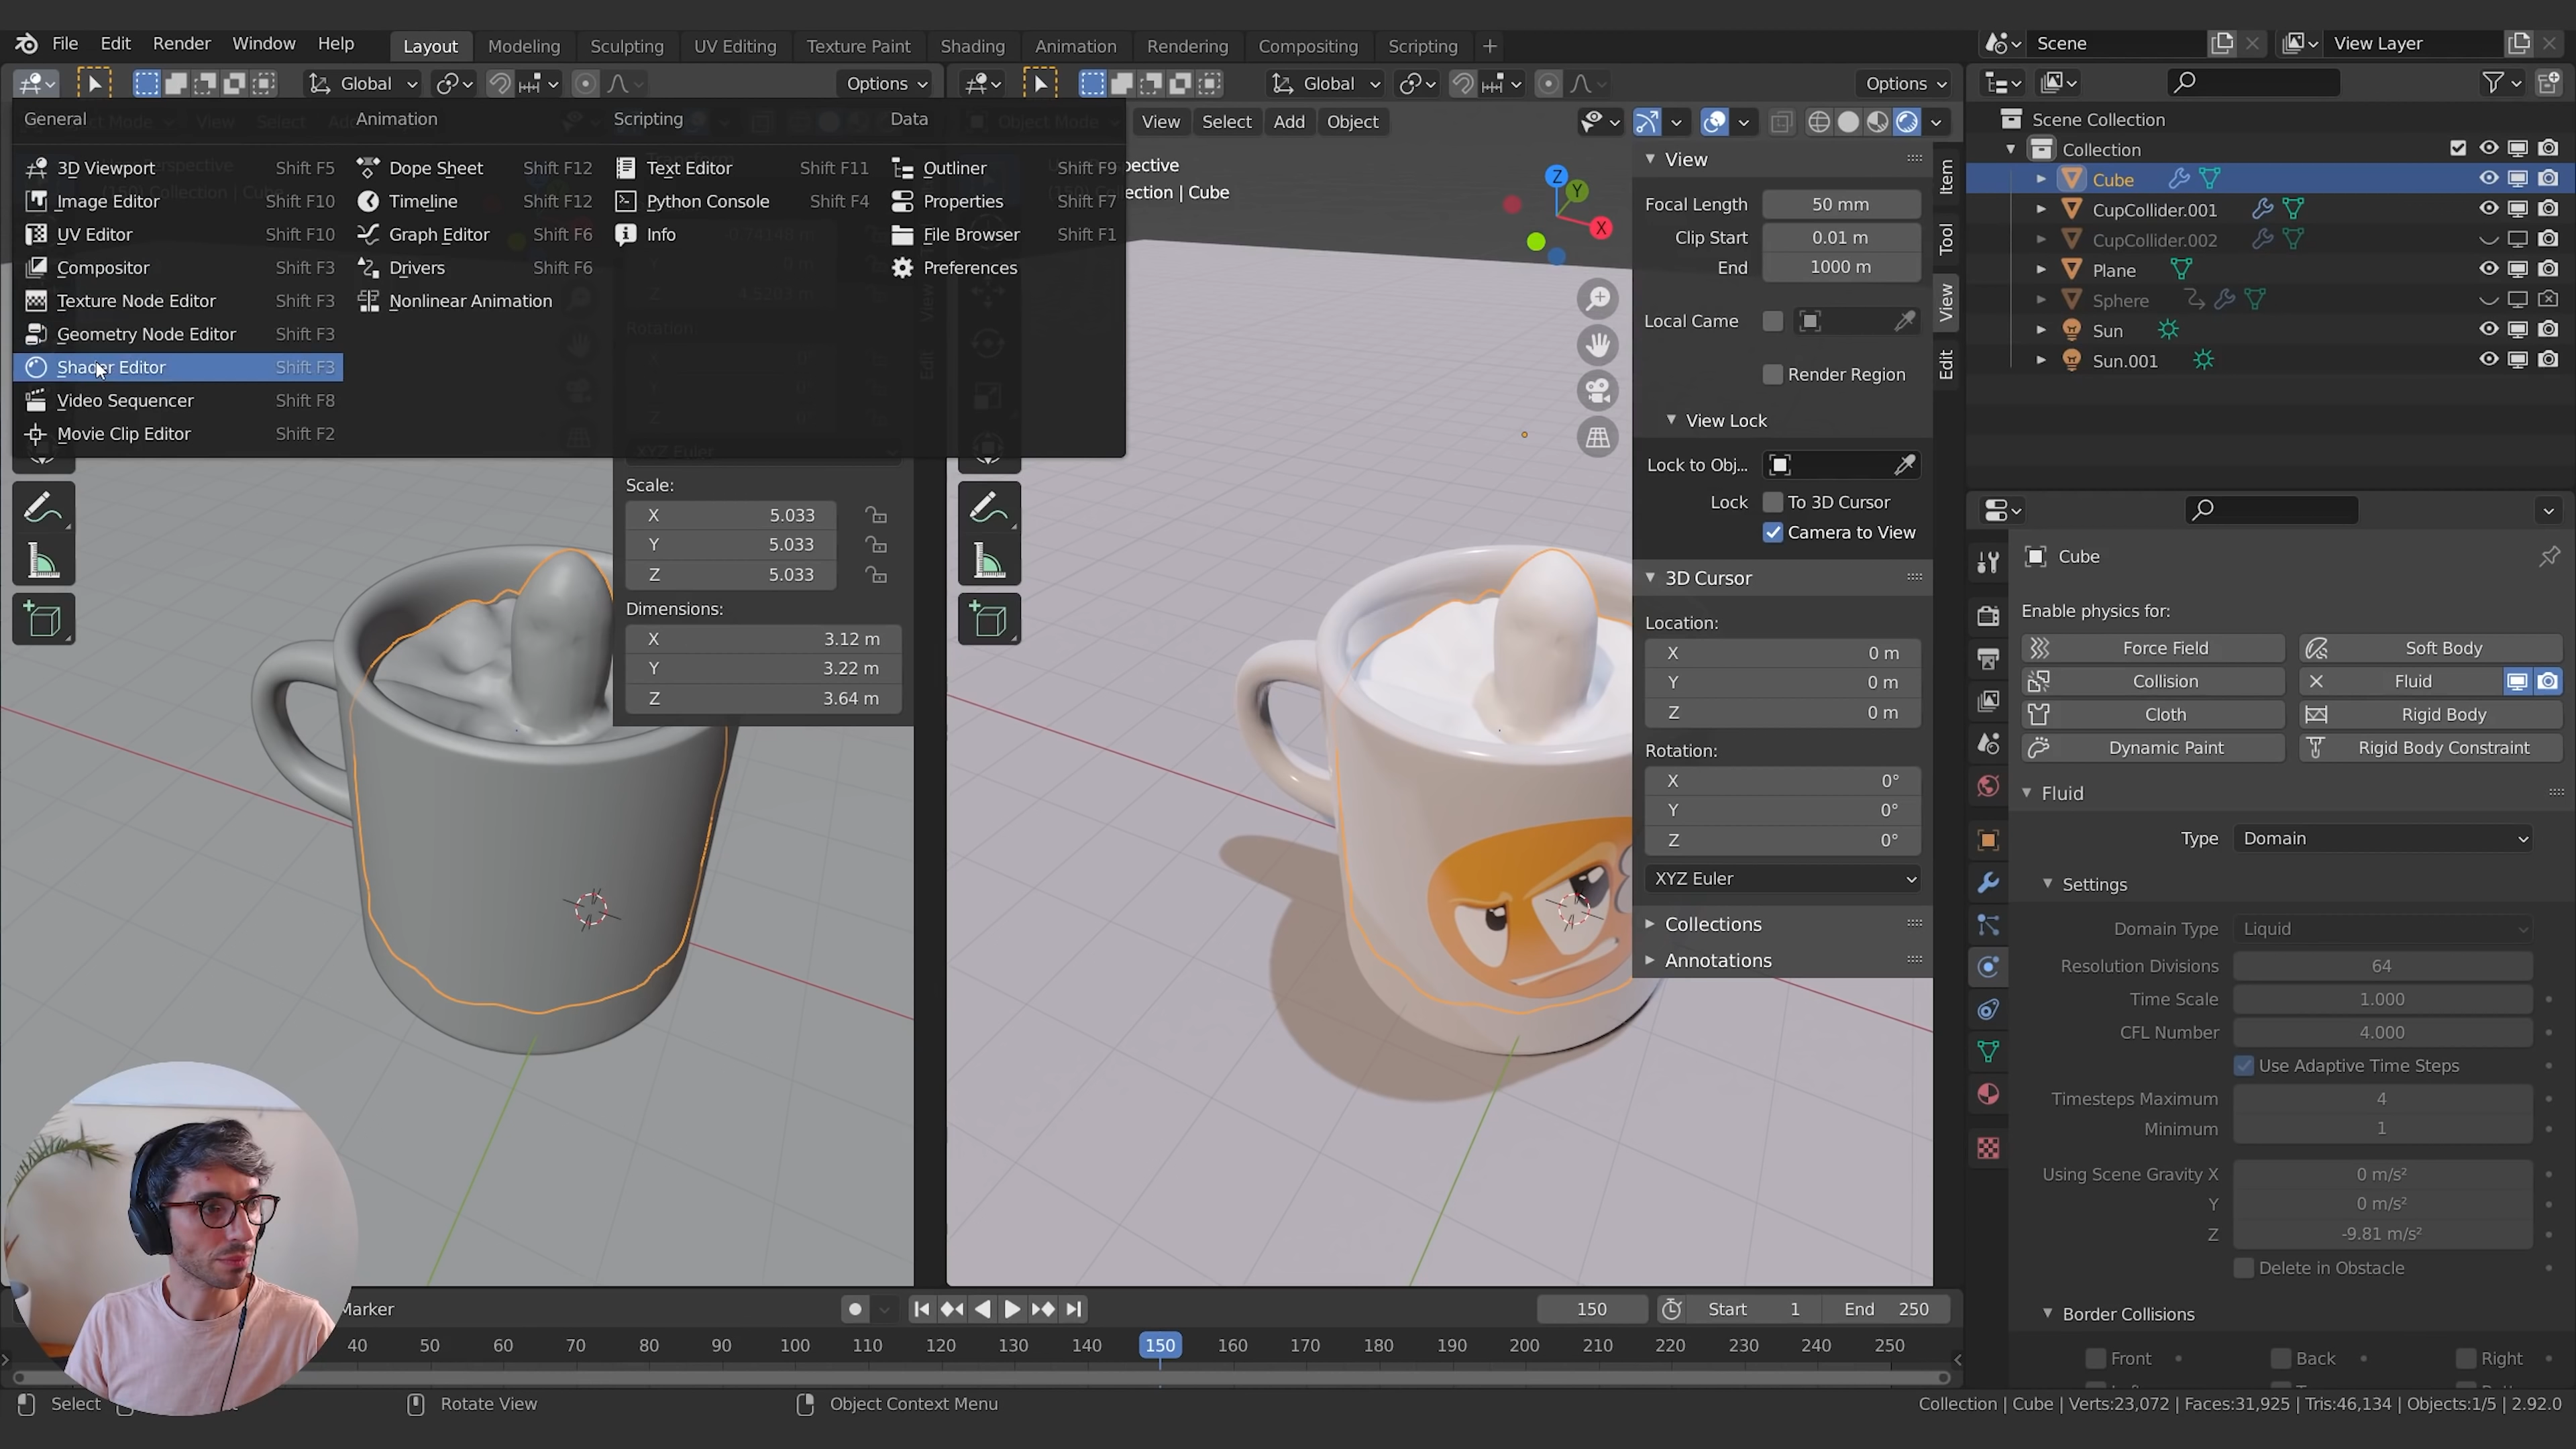 File Edit Render Window Help Layout Modeling Sculpting UV Editing Texture Paint Shading Animation Rendering Compositing Scripting + Scene View Layer
Global Options Global Options
General Animation Scripting Data
3D Viewport Shift F5
Image Editor Shift F10
UV Editor Shift F10
Compositor Shift F3
Texture Node Editor Shift F3
Geometry Node Editor Shift F3
Shader Editor Shift F3
Video Sequencer Shift F8
Movie Clip Editor Shift F2
Dope Sheet Shift F12
Timeline Shift F12
Graph Editor Shift F6
Drivers Shift F6
Nonlinear Animation
Text Editor Shift F11
Python Console Shift F4
Info
Outliner Shift F9
Properties Shift F7
File Browser Shift F1
Preferences
Object Mode View Select Add Object
spective
ection | Cube
XYZ Euler
Scale:
X 5.033
Y 5.033
Z 5.033
Dimensions:
X 3.12 m
Y 3.22 m
Z 3.64 m
Z
Y
X
View
Focal Length 50 mm
Clip Start 0.01 m
End 1000 m
Local Came
Render Region
View Lock
Lock to Obj...
Lock To 3D Cursor
Camera to View
3D Cursor
Location:
X 0 m
Y 0 m
Z 0 m
Rotation:
X 0°
Y 0°
Z 0°
XYZ Euler
Collections
Annotations
Item
Tool
View
Edit
Scene Collection
Collection
Cube
CupCollider.001
CupCollider.002
Plane
Sphere
Sun
Sun.001
Cube
Enable physics for:
Force Field Soft Body
Collision Fluid
Cloth Rigid Body
Dynamic Paint Rigid Body Constraint
Fluid
Type Domain
Settings
Domain Type Liquid
Resolution Divisions 64
Time Scale 1.000
CFL Number 4.000
Use Adaptive Time Steps
Timesteps Maximum 4
Minimum 1
Using Scene Gravity X 0 m/s²
Y 0 m/s²
Z -9.81 m/s²
Delete in Obstacle
Border Collisions
Front Back Right
Marker 150 Start 1 End 250
40 50 60 70 80 90 100 110 120 130 140 150 160 170 180 190 200 210 220 230 240 250
Select Rotate View Object Context Menu Collection | Cube | Verts:23,072 | Faces:31,925 | Tris:46,134 | Objects:1/5 | 2.92.0